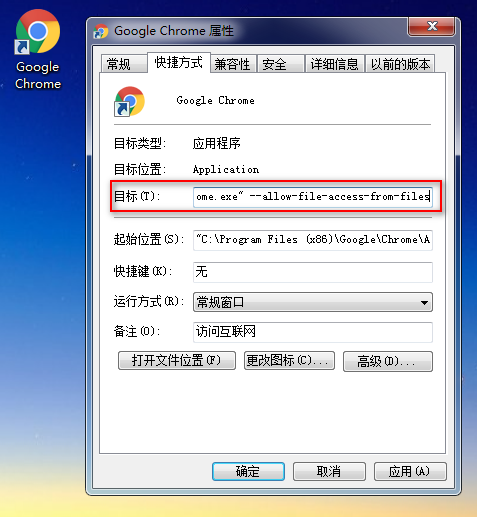 Google
Chrome
Google Chrome 属性
常规 快捷方式 兼容性 安全 详细信息 以前的版本
Google Chrome
目标类型: 应用程序
目标位置: Application
目标(T): ome.exe" --allow-file-access-from-files
起始位置(S): "C:\Program Files (x86)\Google\Chrome\A
快捷键(K): 无
运行方式(R): 常规窗口
备注(O): 访问互联网
打开文件位置(F) 更改图标(C)... 高级(D)...
确定 取消 应用(A)